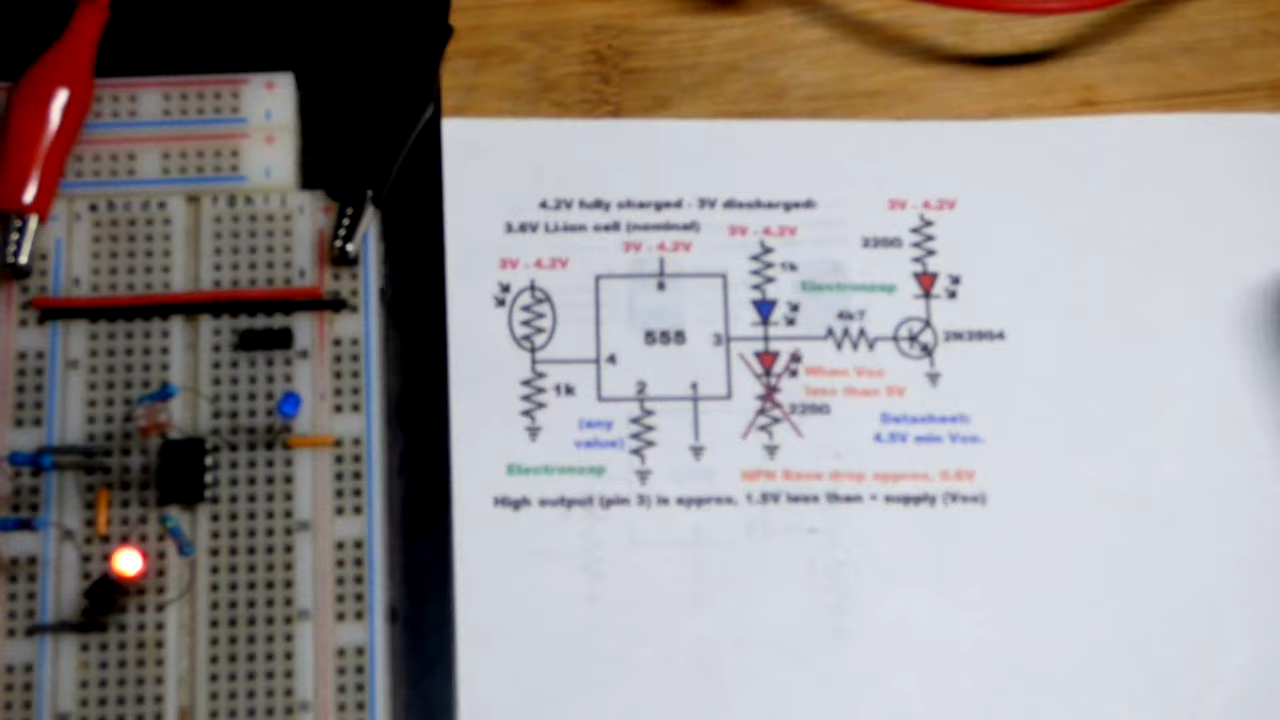 4.2V fully charged - 3V discharged:
3.6V Li-ion cell (nominal)
3V - 4.2V
3V - 4.2V
3V - 4.2V
3V - 4.2V
220Ω
1k
Electronzap
8
555
3
4k7
2N3904
4
1k
2
1
When Vcc
less than 5V
220Ω
(any
value)
Datasheet:
4.5V min Vcc.
Electronzap
NPN Base drop approx. 0.6V
High output (pin 3) is approx. 1.5V less than + supply (Vcc)